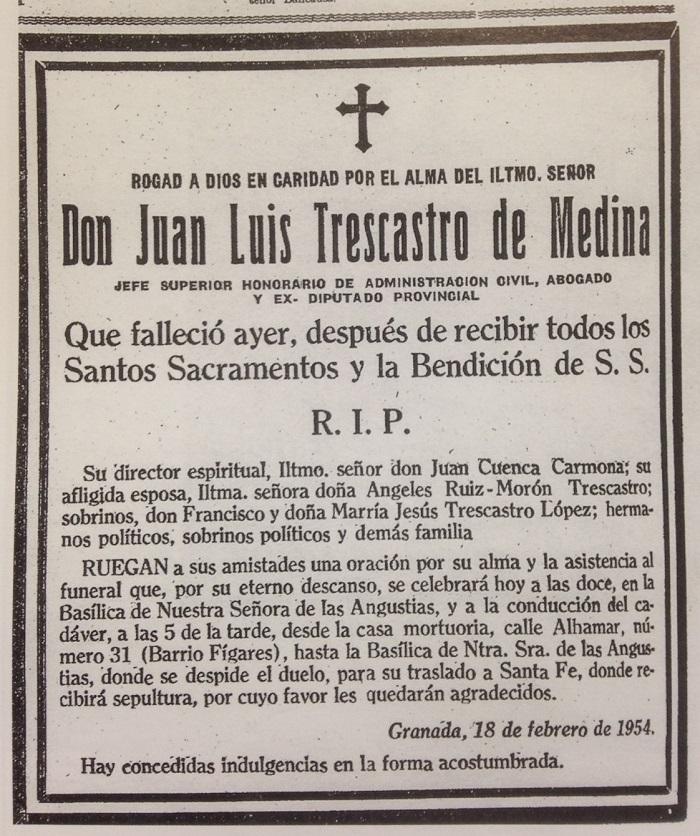 ROGAD A DIOS EN CARIDAD POR EL ALMA DEL ILTMO. SEÑOR
Don Juan Luis Trescastro de Medina
JEFE SUPERIOR HONORARIO DE ADMINISTRACION CIVIL, ABOGADO
Y EX- DIPUTADO PROVINCIAL
Que falleció ayer, después de recibir todos los
Santos Sacramentos y la Bendición de S. S.
R. I. P.
Su director espiritual, Iltmo. señor don Juan Cuenca Carmona; su
afligida esposa, Iltma. señora doña Angeles Ruiz-Morón Trescastro;
sobrinos, don Francisco y doña Marría Jesús Trescastro López; herma-
nos políticos, sobrinos políticos y demás familia
RUEGAN a sus amistades una oración por su alma y la asistencia al
funeral que, por su eterno descanso, se celebrará hoy a las doce, en la
Basílica de Nuestra Señora de las Angustias, y a la conducción del ca-
dáver, a las 5 de la tarde, desde la casa mortuoria, calle Alhamar, nú-
mero 31 (Barrio Fígares), hasta la Basílica de Ntra. Sra. de las Angus-
tias, donde se despide el duelo, para su traslado a Santa Fe, donde re-
cibirá sepultura, por cuyo favor les quedarán agradecidos.
Granada, 18 de febrero de 1954.
Hay concedidas indulgencias en la forma acostumbrada.